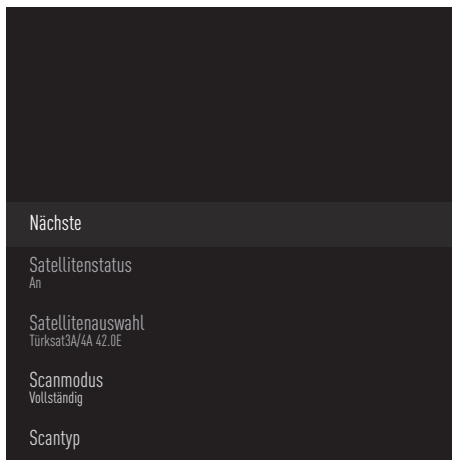 Nächste
Satellitenstatus
An
Satellitenauswahl
Türksat3A/4A 42.0E
Scanmodus
Vollständig
Scantyp